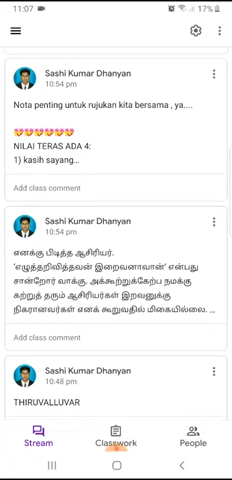 11:07
17%
Sashi Kumar Dhanyan
10:54 pm
Nota penting untuk rujukan kita bersama , ya....
💝💝💝💝💝💝
NILAI TERAS ADA 4:
1) kasih sayang...
Add class comment
Sashi Kumar Dhanyan
10:54 pm
எனக்கு பிடித்த ஆசிரியர்.
'எழுத்தறிவித்தவன் இறைவனாவான்' என்பது
சான்றோர் வாக்கு. அக்கூற்றுக்கேற்ப நமக்கு
கற்றுத் தரும் ஆசிரியர்கள் இறவனுக்கு
நிகரானவர்கள் எனக் கூறுவதில் மிகையில்லை. ...
Add class comment
Sashi Kumar Dhanyan
10:48 pm
THIRUVALLUVAR
Stream
Classwork
People